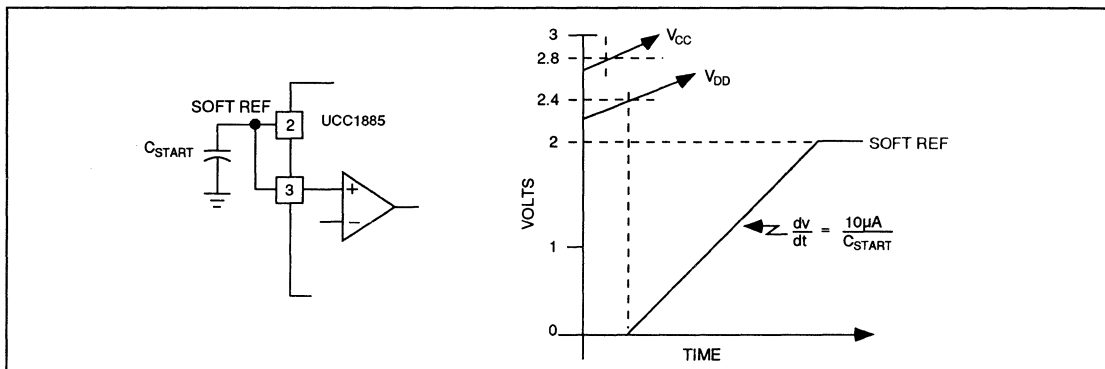 SOFT REF
2
UCC1885
C_START
3
+
−
3
V_CC
2.8
V_DD
2.4
2
SOFT REF
VOLTS
dv/dt = 10µA/C_START
1
0
TIME